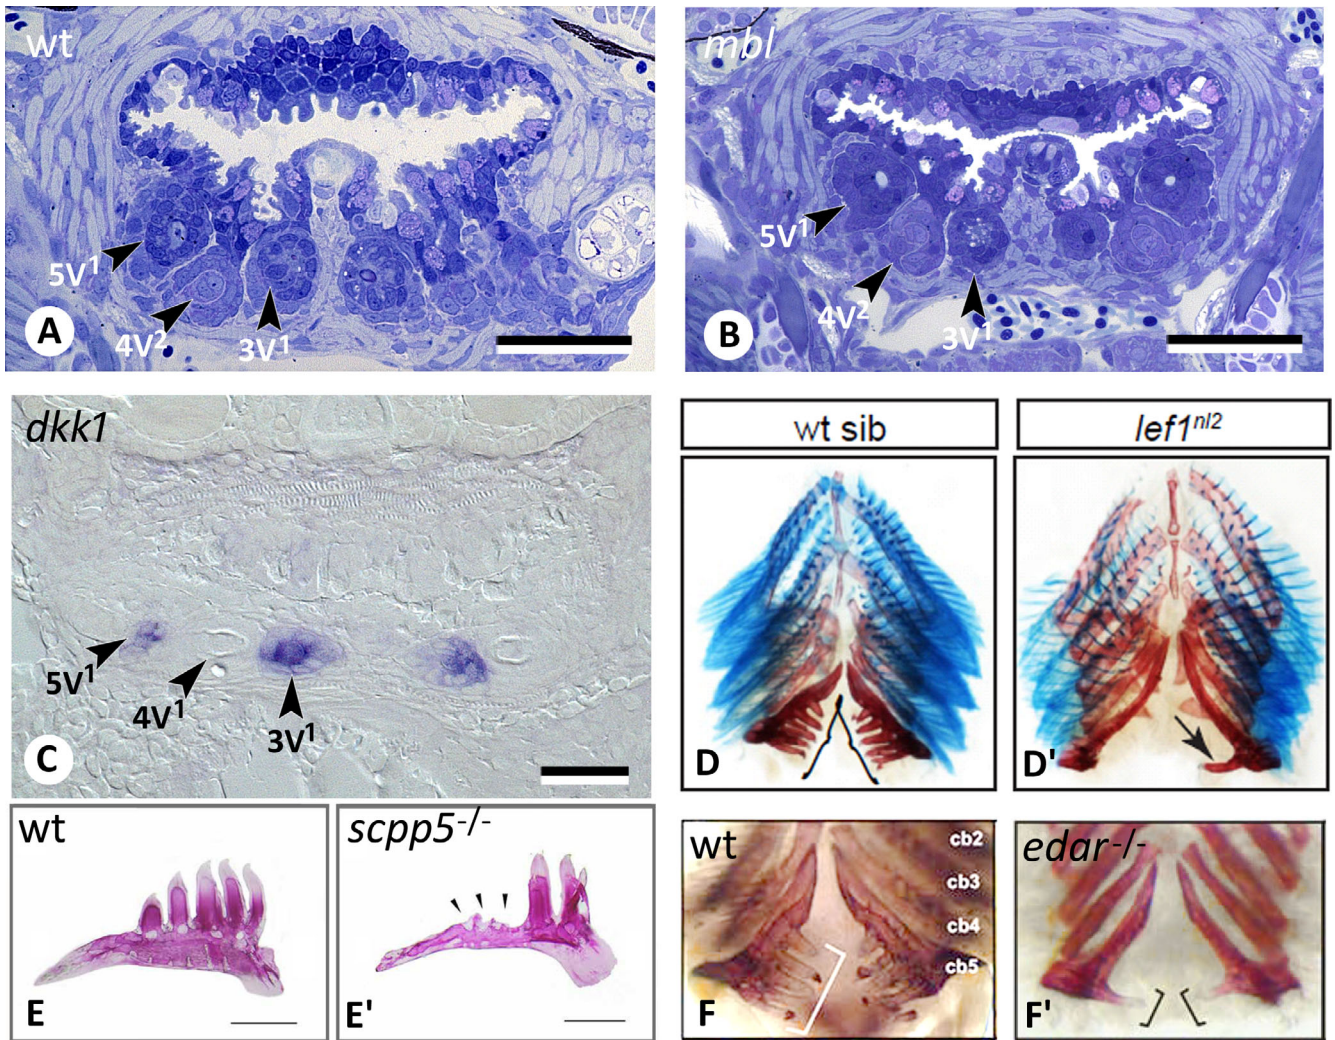 wt
5V¹
4V²
3V¹
A
mbl
5V¹
4V²
3V¹
B
dkk1
5V¹
4V¹
3V¹
C
wt sib
D
lef1ⁿˡ²
D'
wt
E
scpp5-/-
E'
wt
cb2
cb3
cb4
cb5
F
edar-/-
F'